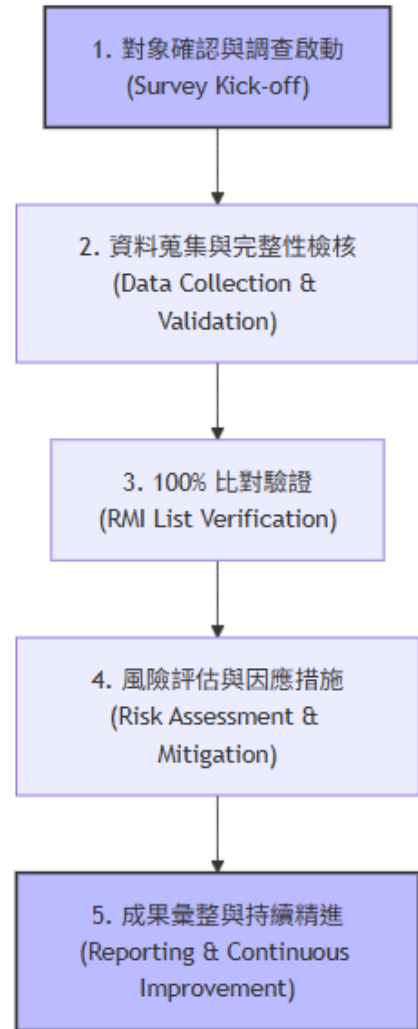 1. 對象確認與調查啟動
(Survey Kick-off)
2. 資料蒐集與完整性檢核
(Data Collection &
Validation)
3. 100% 比對驗證
(RMI List Verification)
4. 風險評估與因應措施
(Risk Assessment &
Mitigation)
5. 成果彙整與持續精進
(Reporting & Continuous
Improvement)